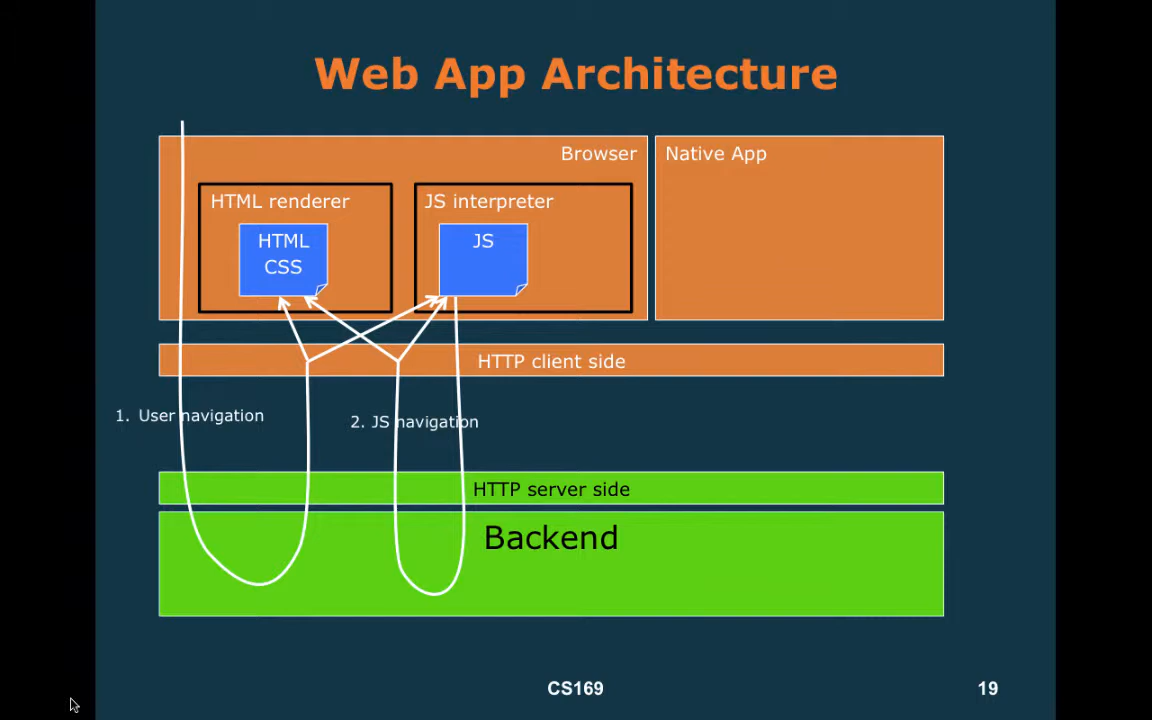 Web App Architecture
Browser
Native App
HTML renderer
JS interpreter
HTML
CSS
JS
HTTP client side
1. User navigation
2. JS navigation
HTTP server side
Backend
CS169
19